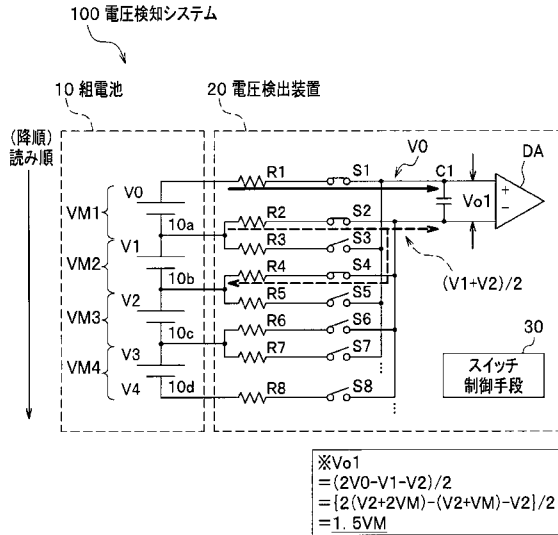 100 電圧検知システム
10 組電池
20 電圧検出装置
(降順)
読み順
V0
VM1
V1
10a
VM2
10b
V2
VM3
10c
V3
VM4
V4
10d
R1
S1
R2
S2
R3
S3
R4
S4
R5
S5
R6
S6
R7
S7
R8
S8
V0
C1
Vo1
DA
+
−
(V1+V2)/2
30
スイッチ
制御手段
⋮
⋮
※Vo1
=(2V0-V1-V2)/2
={2(V2+2VM)-(V2+VM)-V2}/2
=1.5VM